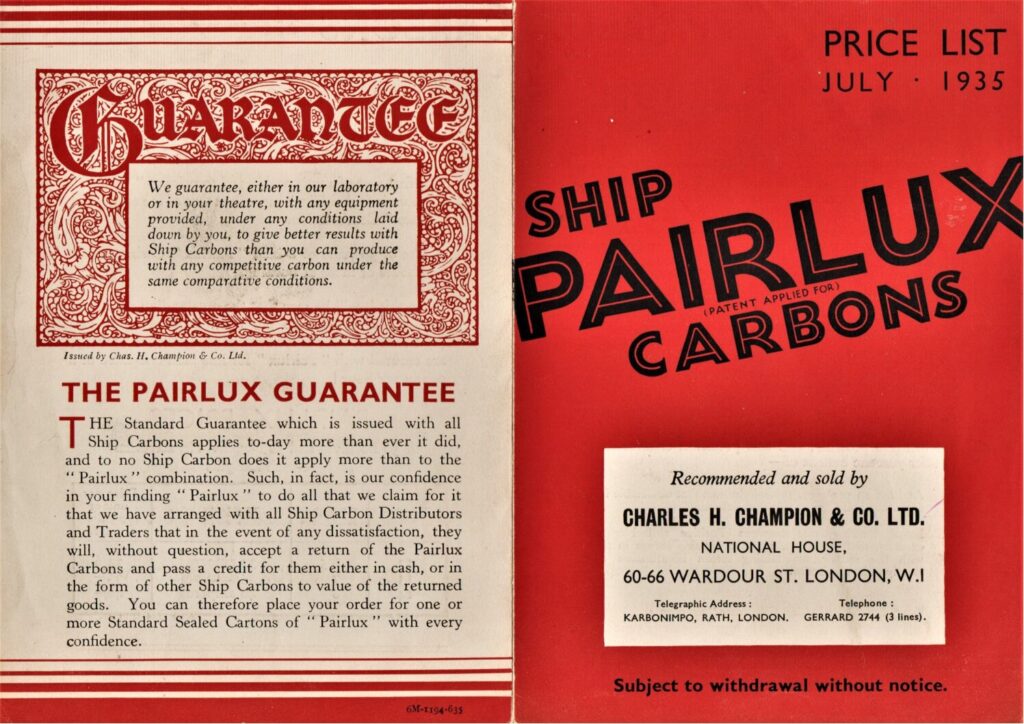 GUARANTEE
We guarantee, either in our laboratory
or in your theatre, with any equipment
provided, under any conditions laid
down by you, to give better results with
Ship Carbons than you can produce
with any competitive carbon under the
same comparative conditions.
Issued by Chas. H. Champion & Co. Ltd.
THE PAIRLUX GUARANTEE
THE Standard Guarantee which is issued with all
Ship Carbons applies to-day more than ever it did,
and to no Ship Carbon does it apply more than to the
“ Pairlux ” combination. Such, in fact, is our confidence
in your finding “ Pairlux ” to do all that we claim for it
that we have arranged with all Ship Carbon Distributors
and Traders that in the event of any dissatisfaction, they
will, without question, accept a return of the Pairlux
Carbons and pass a credit for them either in cash, or in
the form of other Ship Carbons to value of the returned
goods. You can therefore place your order for one or
more Standard Sealed Cartons of “ Pairlux ” with every
confidence.
6M-1194-635
PRICE LIST
JULY · 1935
SHIP
PAIRLUX
(PATENT APPLIED FOR)
CARBONS
Recommended and sold by
CHARLES H. CHAMPION & CO. LTD.
NATIONAL HOUSE,
60-66 WARDOUR ST. LONDON, W.1
Telegraphic Address : Telephone :
KARBONIMPO, RATH, LONDON. GERRARD 2744 (3 lines).
Subject to withdrawal without notice.